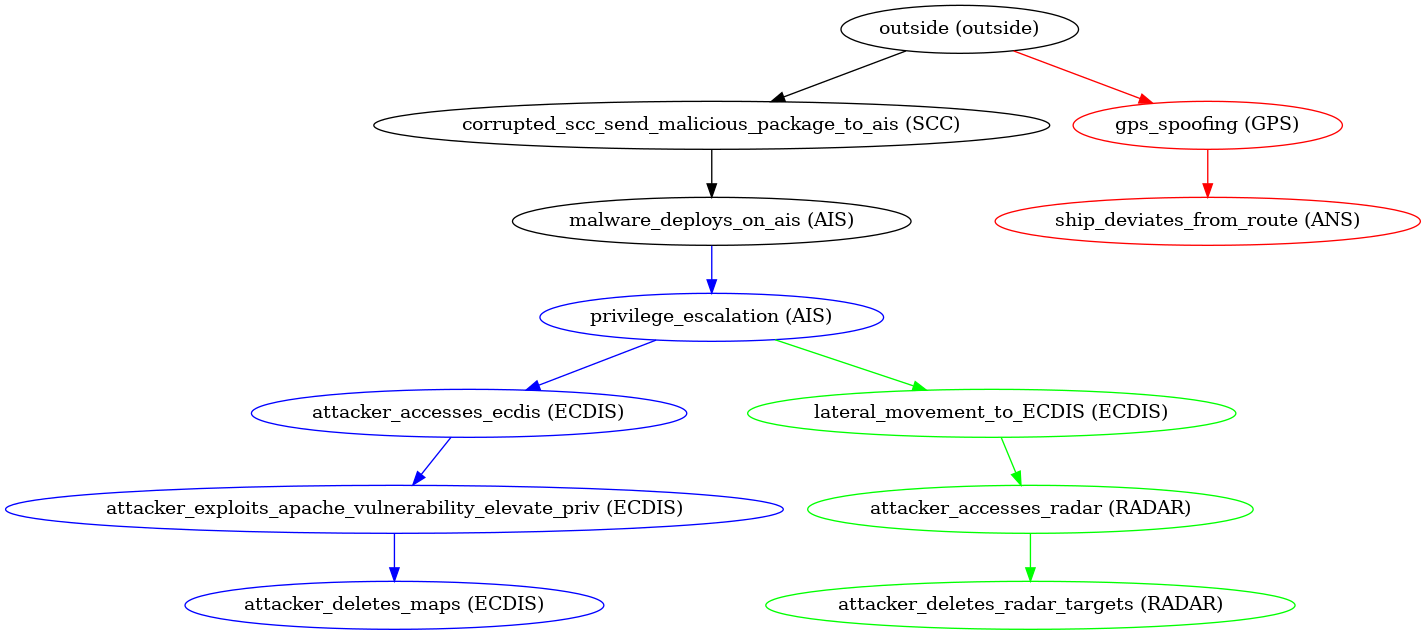 outside (outside)
corrupted_scc_send_malicious_package_to_ais (SCC)
gps_spoofing (GPS)
malware_deploys_on_ais (AIS)
ship_deviates_from_route (ANS)
privilege_escalation (AIS)
attacker_accesses_ecdis (ECDIS)
lateral_movement_to_ECDIS (ECDIS)
attacker_exploits_apache_vulnerability_elevate_priv (ECDIS)
attacker_accesses_radar (RADAR)
attacker_deletes_maps (ECDIS)
attacker_deletes_radar_targets (RADAR)